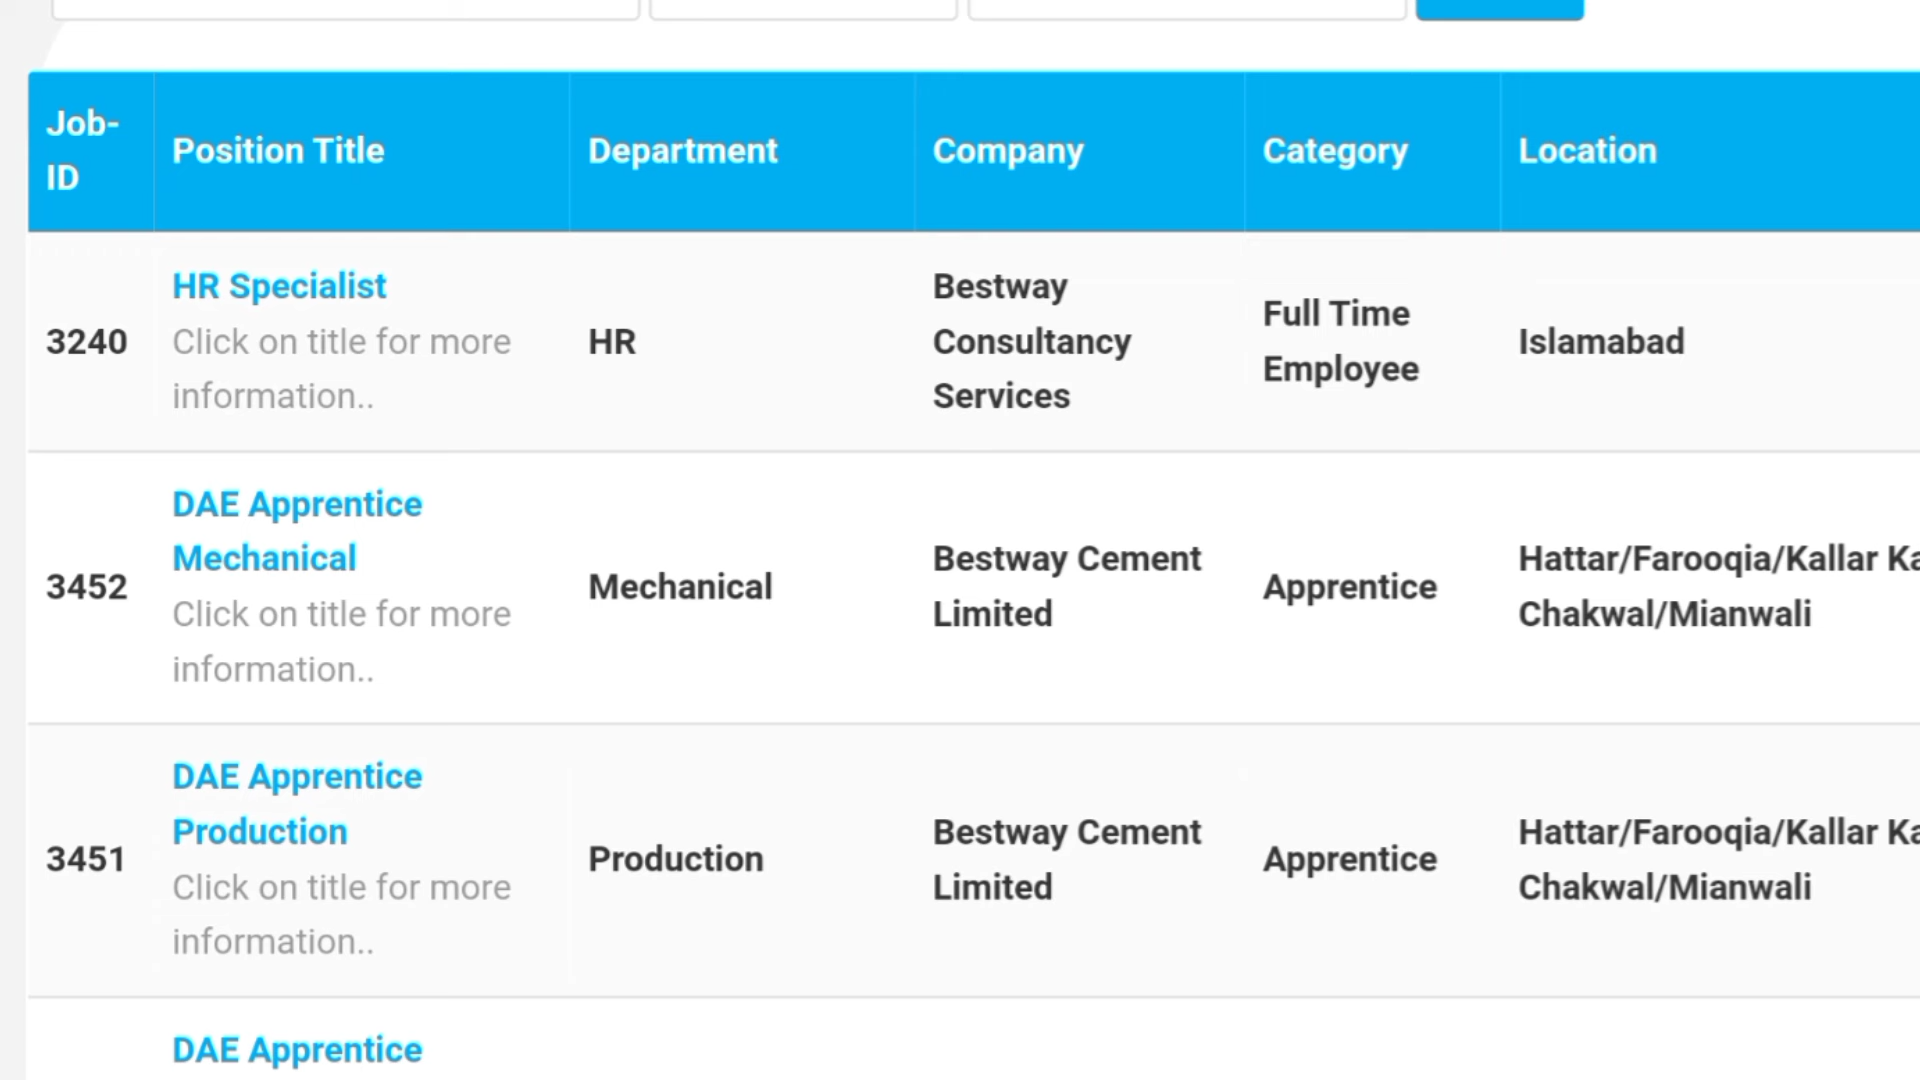 Job-
ID
Position Title
Department
Company
Category
Location
3240
HR Specialist
Click on title for more
information..
HR
Bestway
Consultancy
Services
Full Time
Employee
Islamabad
3452
DAE Apprentice
Mechanical
Click on title for more
information..
Mechanical
Bestway Cement
Limited
Apprentice
Hattar/Farooqia/Kallar
Chakwal/Mianwali
3451
DAE Apprentice
Production
Click on title for more
information..
Production
Bestway Cement
Limited
Apprentice
Hattar/Farooqia/Kallar
Chakwal/Mianwali
DAE Apprentice